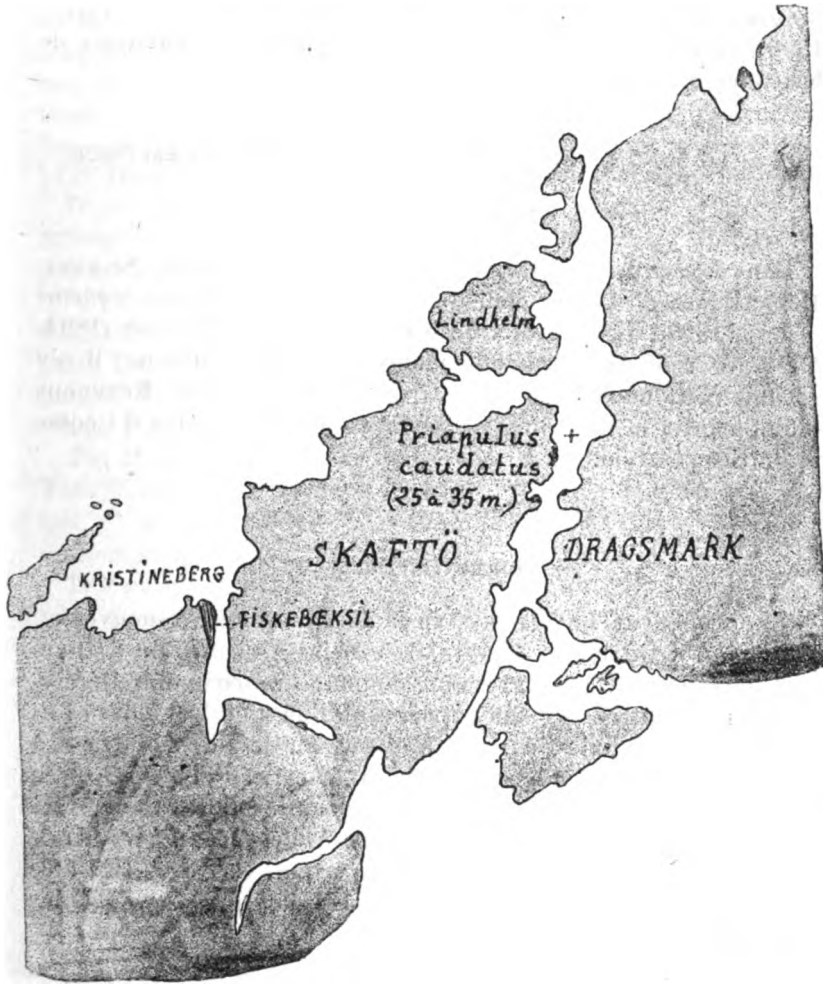 Lindhelm
Priapulus
caudatus
(25 à 35 m.)
+
SKAFTÖ
DRAGSMARK
KRISTINEBERG
FISKEBÆKSIL